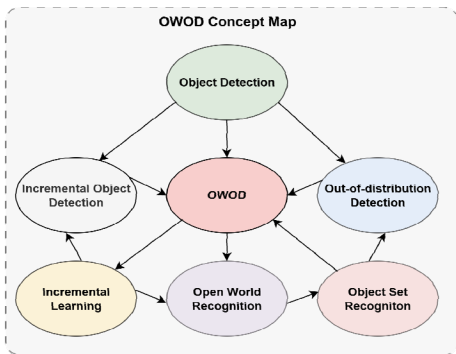 OWOD Concept Map
Object Detection
Incremental Object
Detection
OWOD
Out-of-distribution
Detection
Incremental
Learning
Open World
Recognition
Object Set
Recogniton